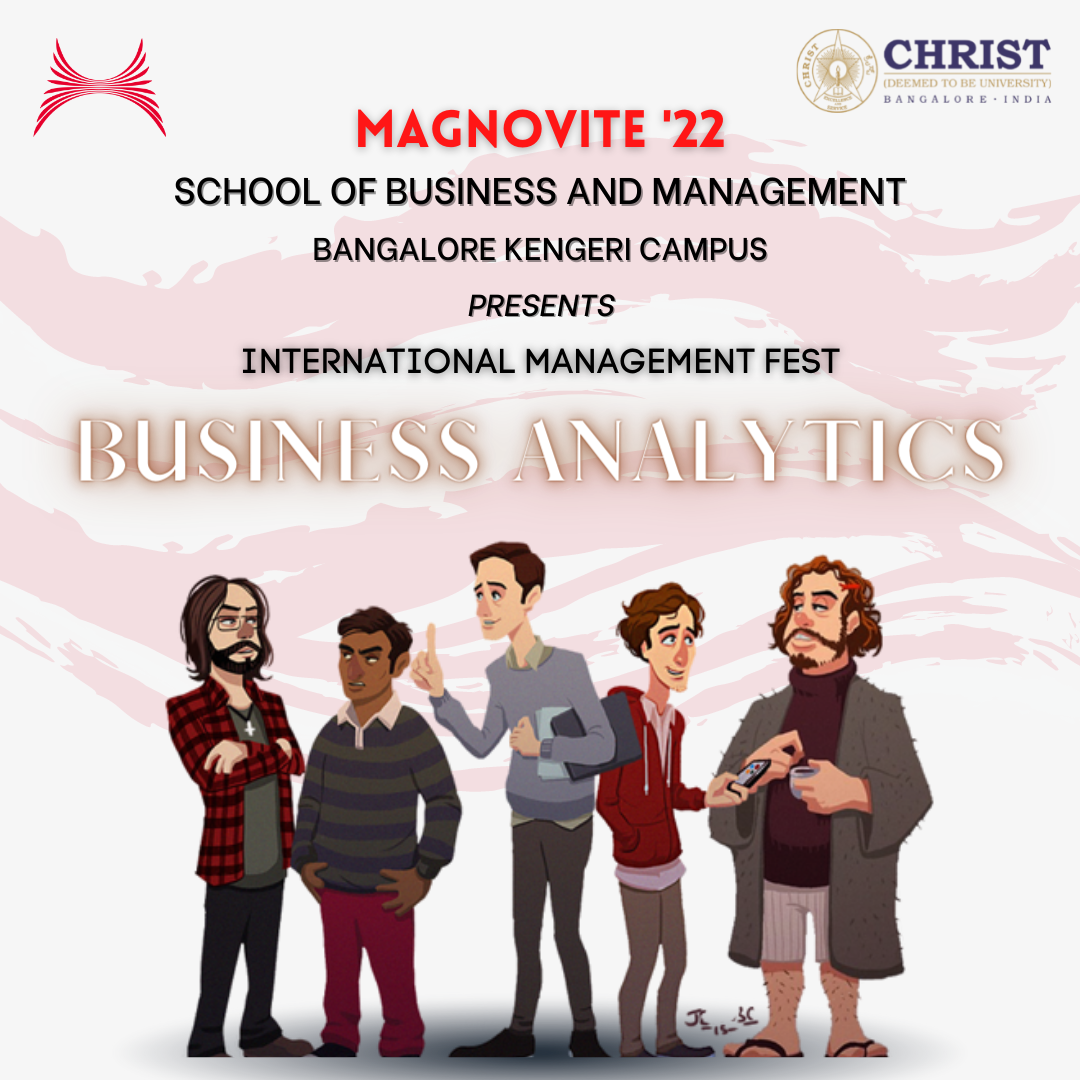 CHRIST
(DEEMED TO BE UNIVERSITY)
BANGALORE · INDIA
MAGNOVITE '22
SCHOOL OF BUSINESS AND MANAGEMENT
BANGALORE KENGERI CAMPUS
PRESENTS
INTERNATIONAL MANAGEMENT FEST
BUSINESS ANALYTICS